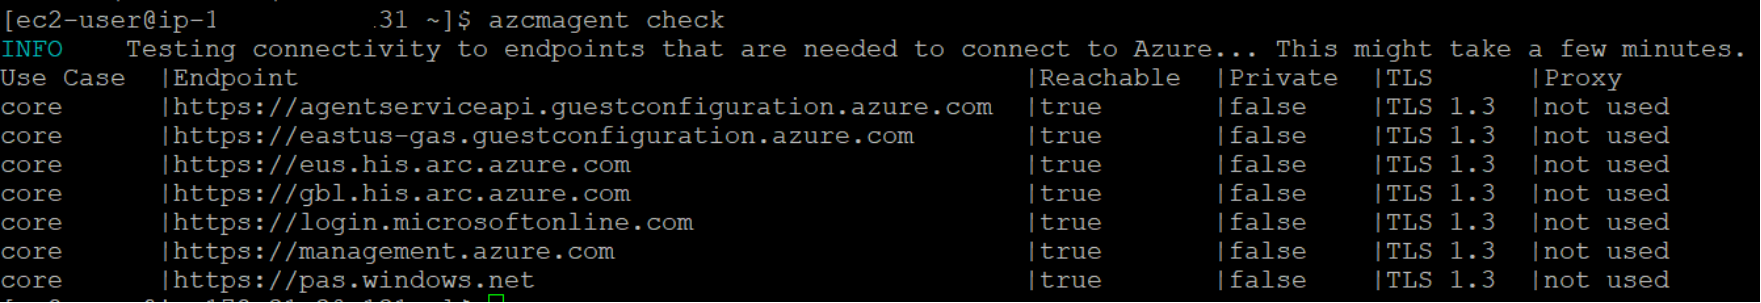 [ec2-user@ip-1 .31 ~]$ azcmagent check
INFO    Testing connectivity to endpoints that are needed to connect to Azure... This might take a few minutes.
Use Case  |Endpoint                                                 |Reachable  |Private  |TLS      |Proxy
core      |https://agentserviceapi.guestconfiguration.azure.com  |true       |false    |TLS 1.3  |not used
core      |https://eastus-gas.guestconfiguration.azure.com       |true       |false    |TLS 1.3  |not used
core      |https://eus.his.arc.azure.com                         |true       |false    |TLS 1.3  |not used
core      |https://gbl.his.arc.azure.com                         |true       |false    |TLS 1.3  |not used
core      |https://login.microsoftonline.com                     |true       |false    |TLS 1.3  |not used
core      |https://management.azure.com                          |true       |false    |TLS 1.3  |not used
core      |https://pas.windows.net                               |true       |false    |TLS 1.3  |not used